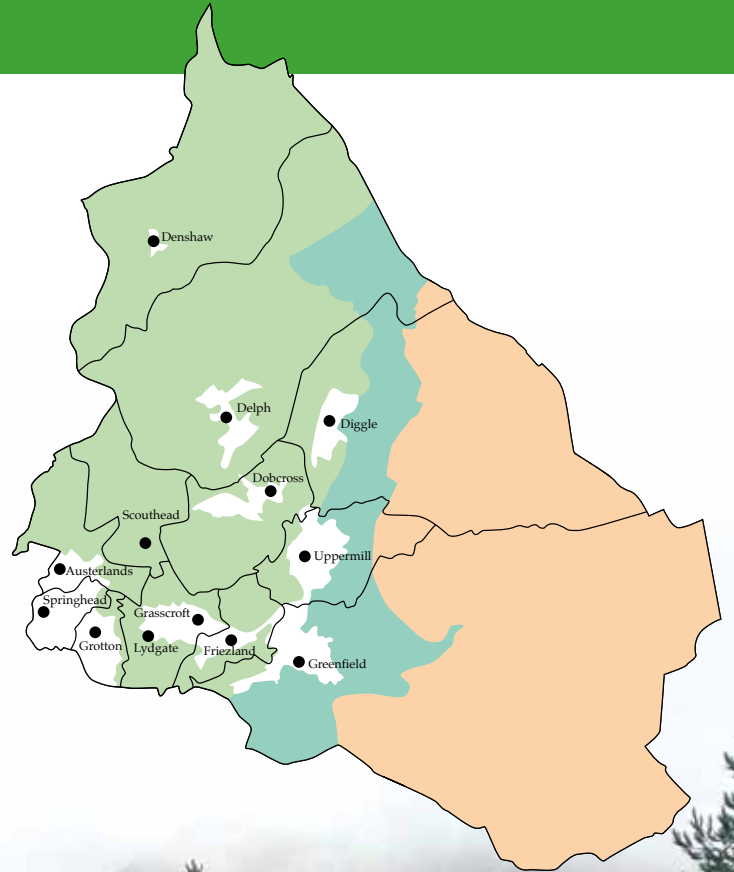 Denshaw
Delph
Diggle
Dobcross
Scouthead
Uppermill
Austerlands
Springhead
Grasscroft
Grotton
Lydgate
Friezland
Greenfield